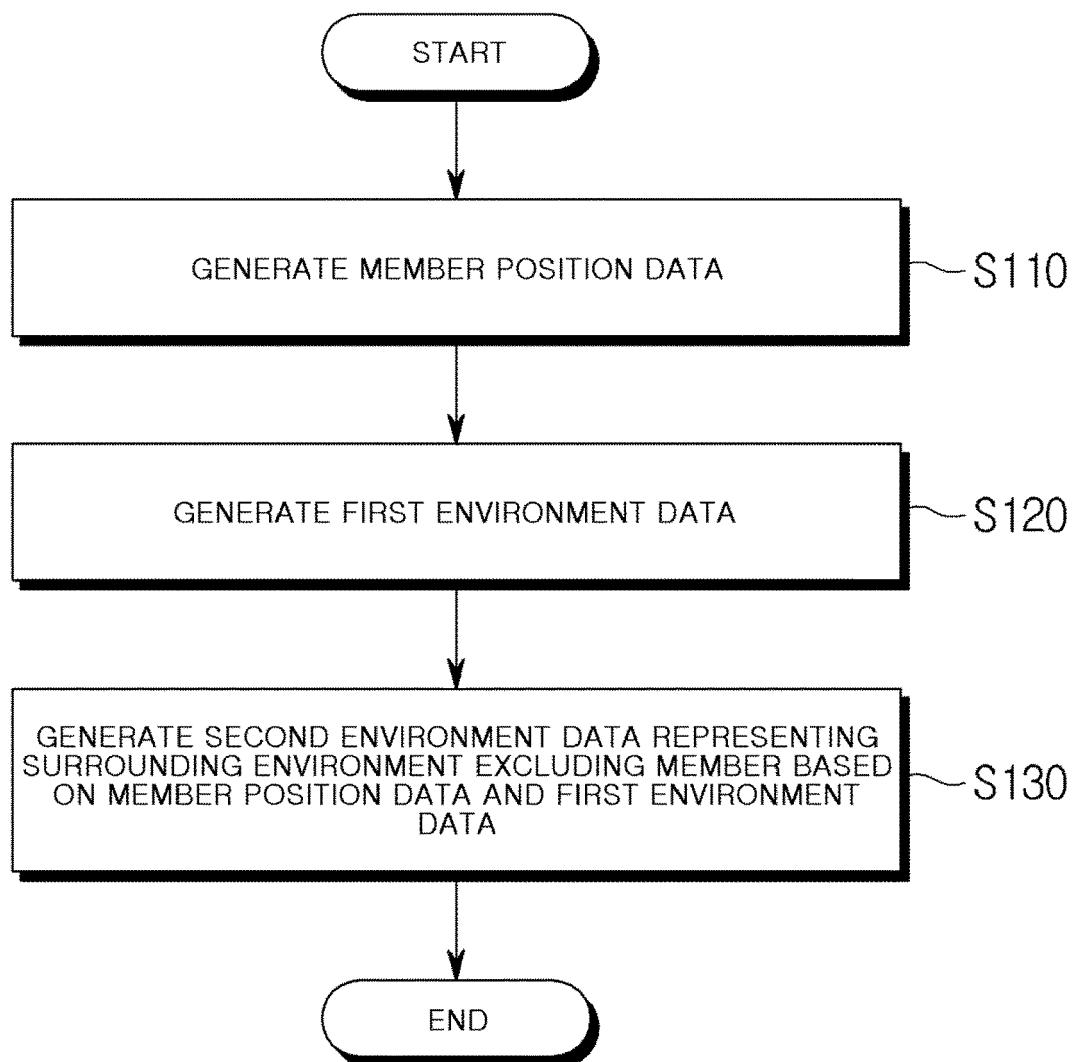 START
GENERATE MEMBER POSITION DATA
S110
GENERATE FIRST ENVIRONMENT DATA
S120
GENERATE SECOND ENVIRONMENT DATA REPRESENTING
SURROUNDING ENVIRONMENT EXCLUDING MEMBER BASED
ON MEMBER POSITION DATA AND FIRST ENVIRONMENT
DATA
S130
END